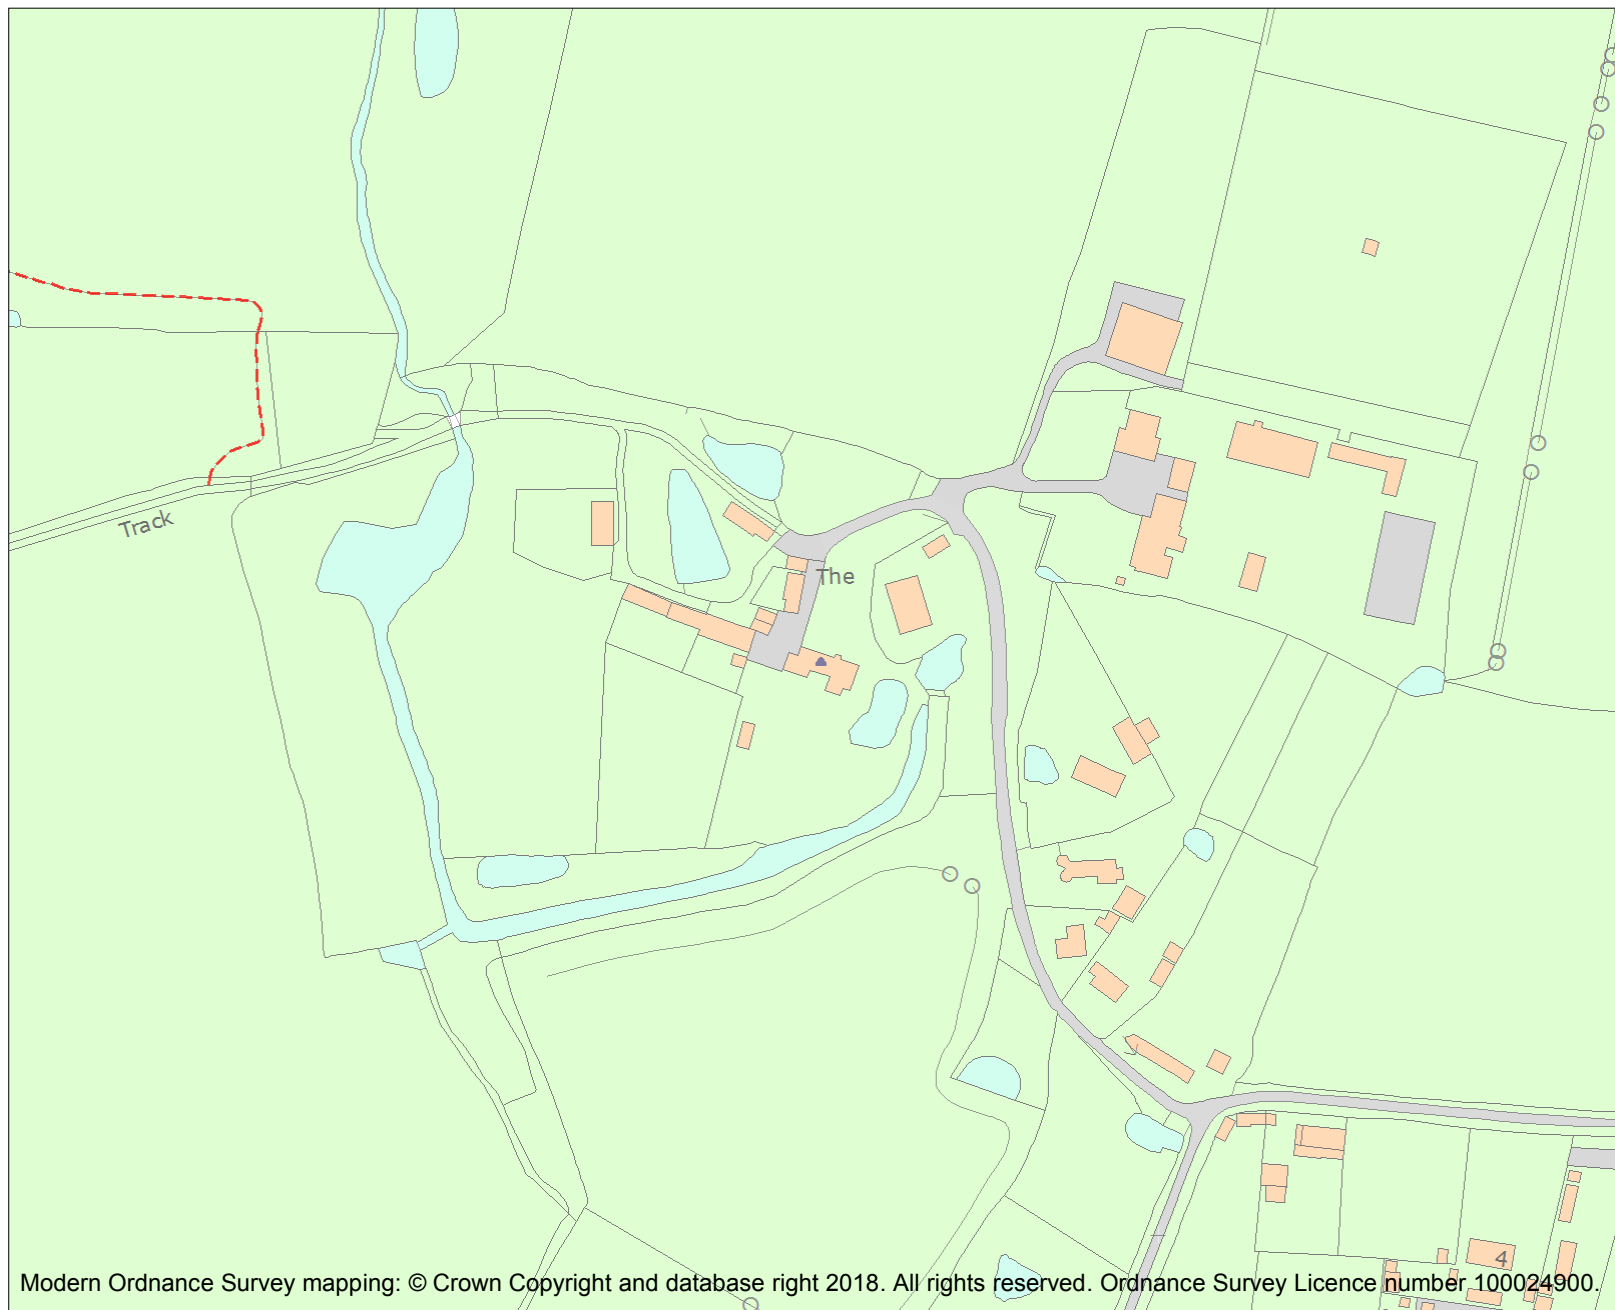 Track
The
4
Modern Ordnance Survey mapping: © Crown Copyright and database right 2018. All rights reserved. Ordnance Survey Licence number 100024900.